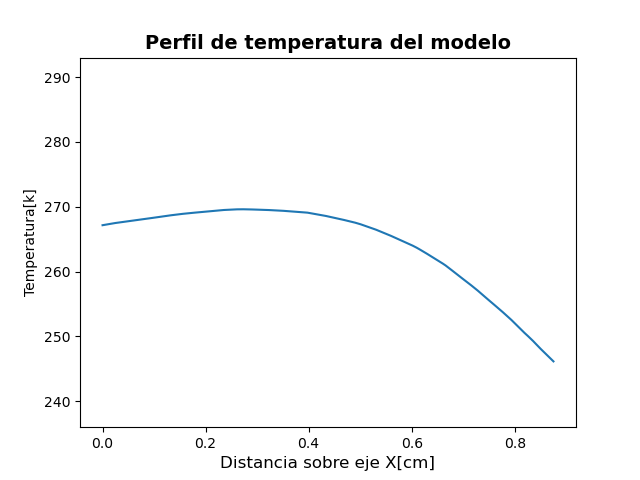 Perfil de temperatura del modelo
Temperatura[k]
290
280
270
260
250
240
0.0 0.2 0.4 0.6 0.8
Distancia sobre eje X[cm]